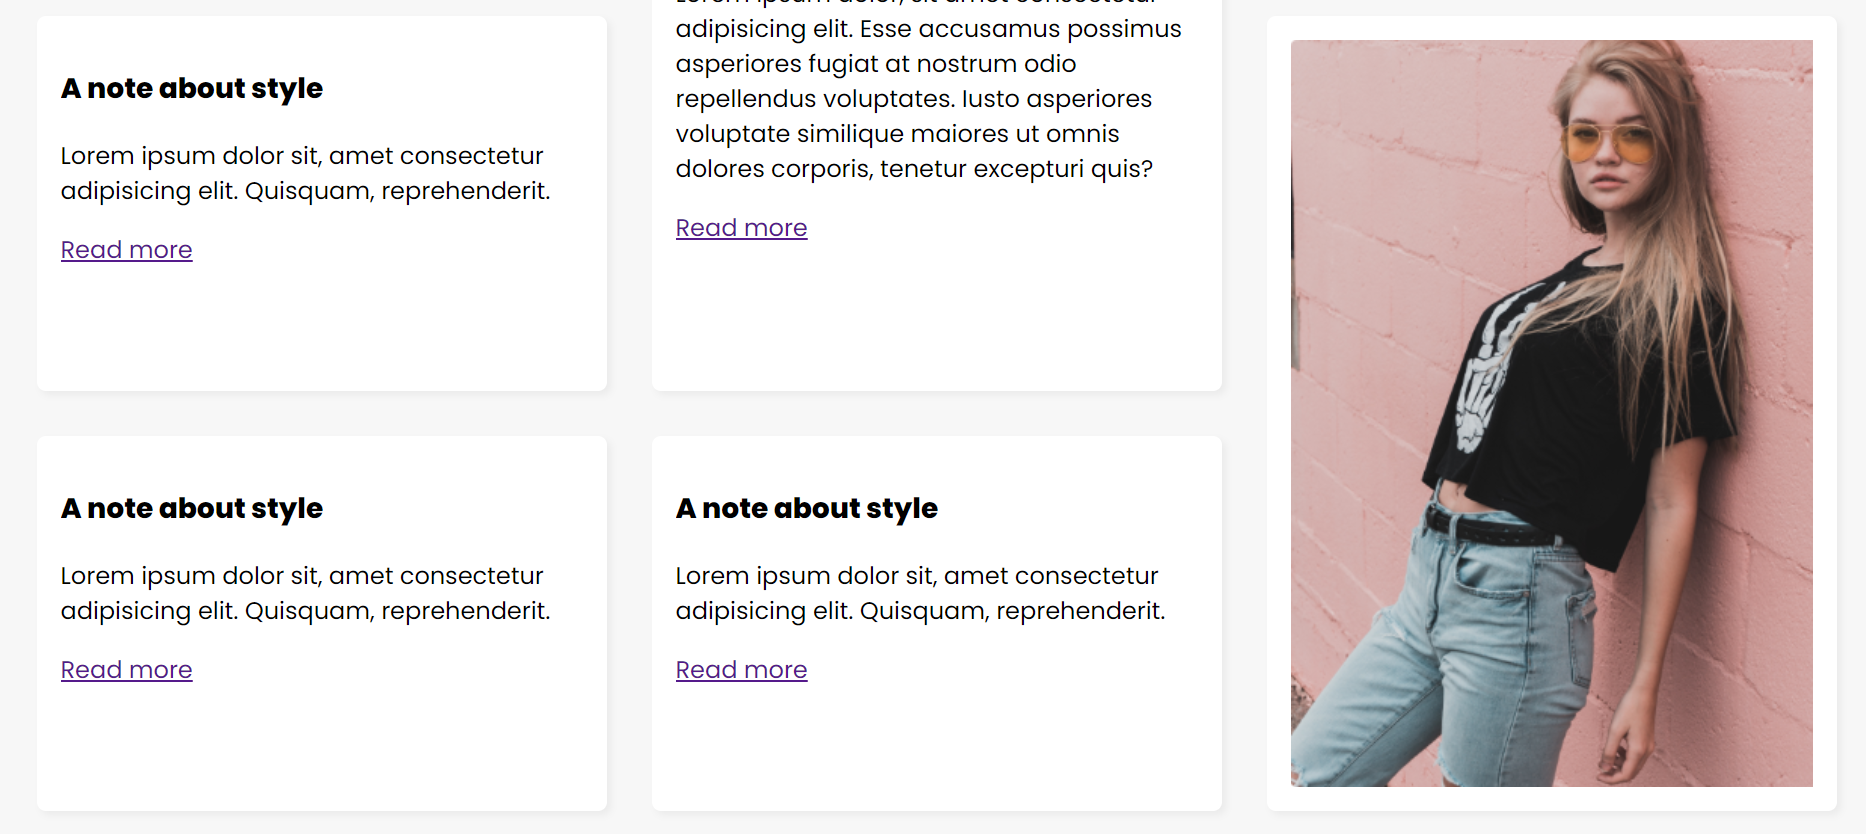 A note about style
Lorem ipsum dolor sit, amet consectetur
adipisicing elit. Quisquam, reprehenderit.
Read more
adipisicing elit. Esse accusamus possimus
asperiores fugiat at nostrum odio
repellendus voluptates. Iusto asperiores
voluptate similique maiores ut omnis
dolores corporis, tenetur excepturi quis?
Read more
A note about style
Lorem ipsum dolor sit, amet consectetur
adipisicing elit. Quisquam, reprehenderit.
Read more
A note about style
Lorem ipsum dolor sit, amet consectetur
adipisicing elit. Quisquam, reprehenderit.
Read more